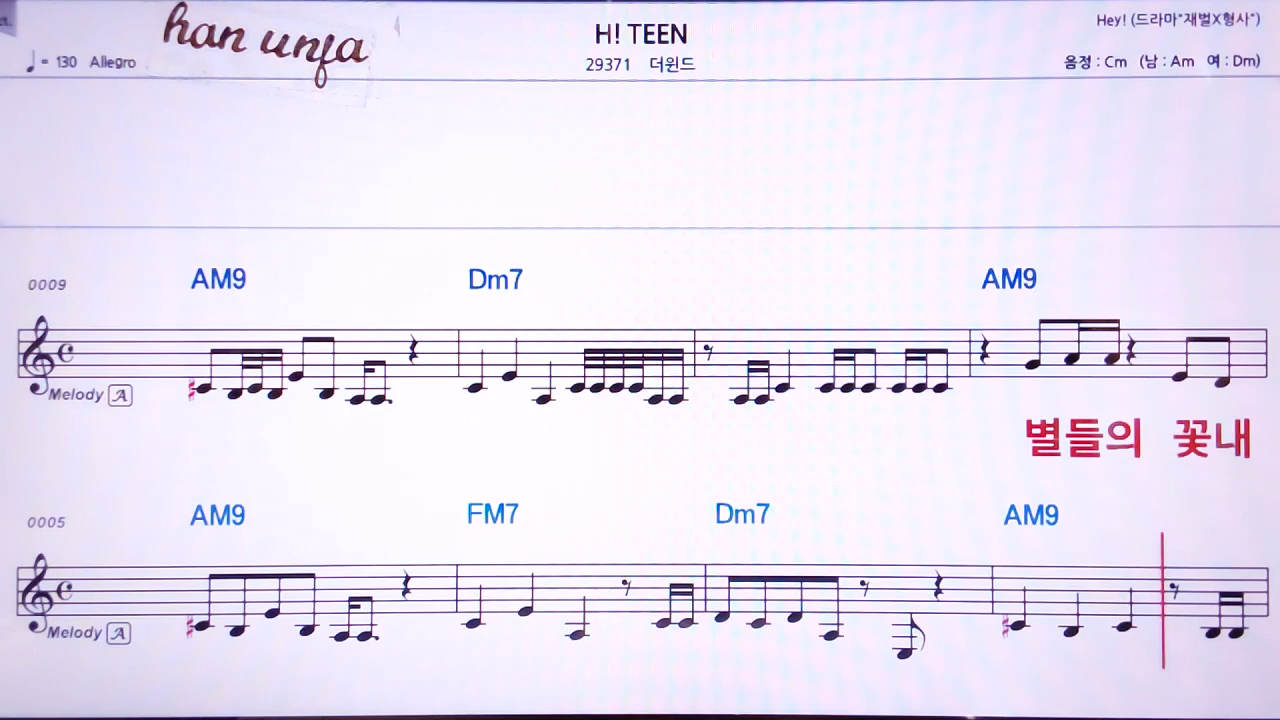 han unfa
H! TEEN
Hey! (드라마"재벌X형사")
♩ = 130 Allegro
29371 더윈드
음정 : Cm (남 : Am 여 : Dm)
0009 AM9 Dm7 AM9
Melody A
별들의 꽃내
0005 AM9 FM7 Dm7 AM9
Melody A